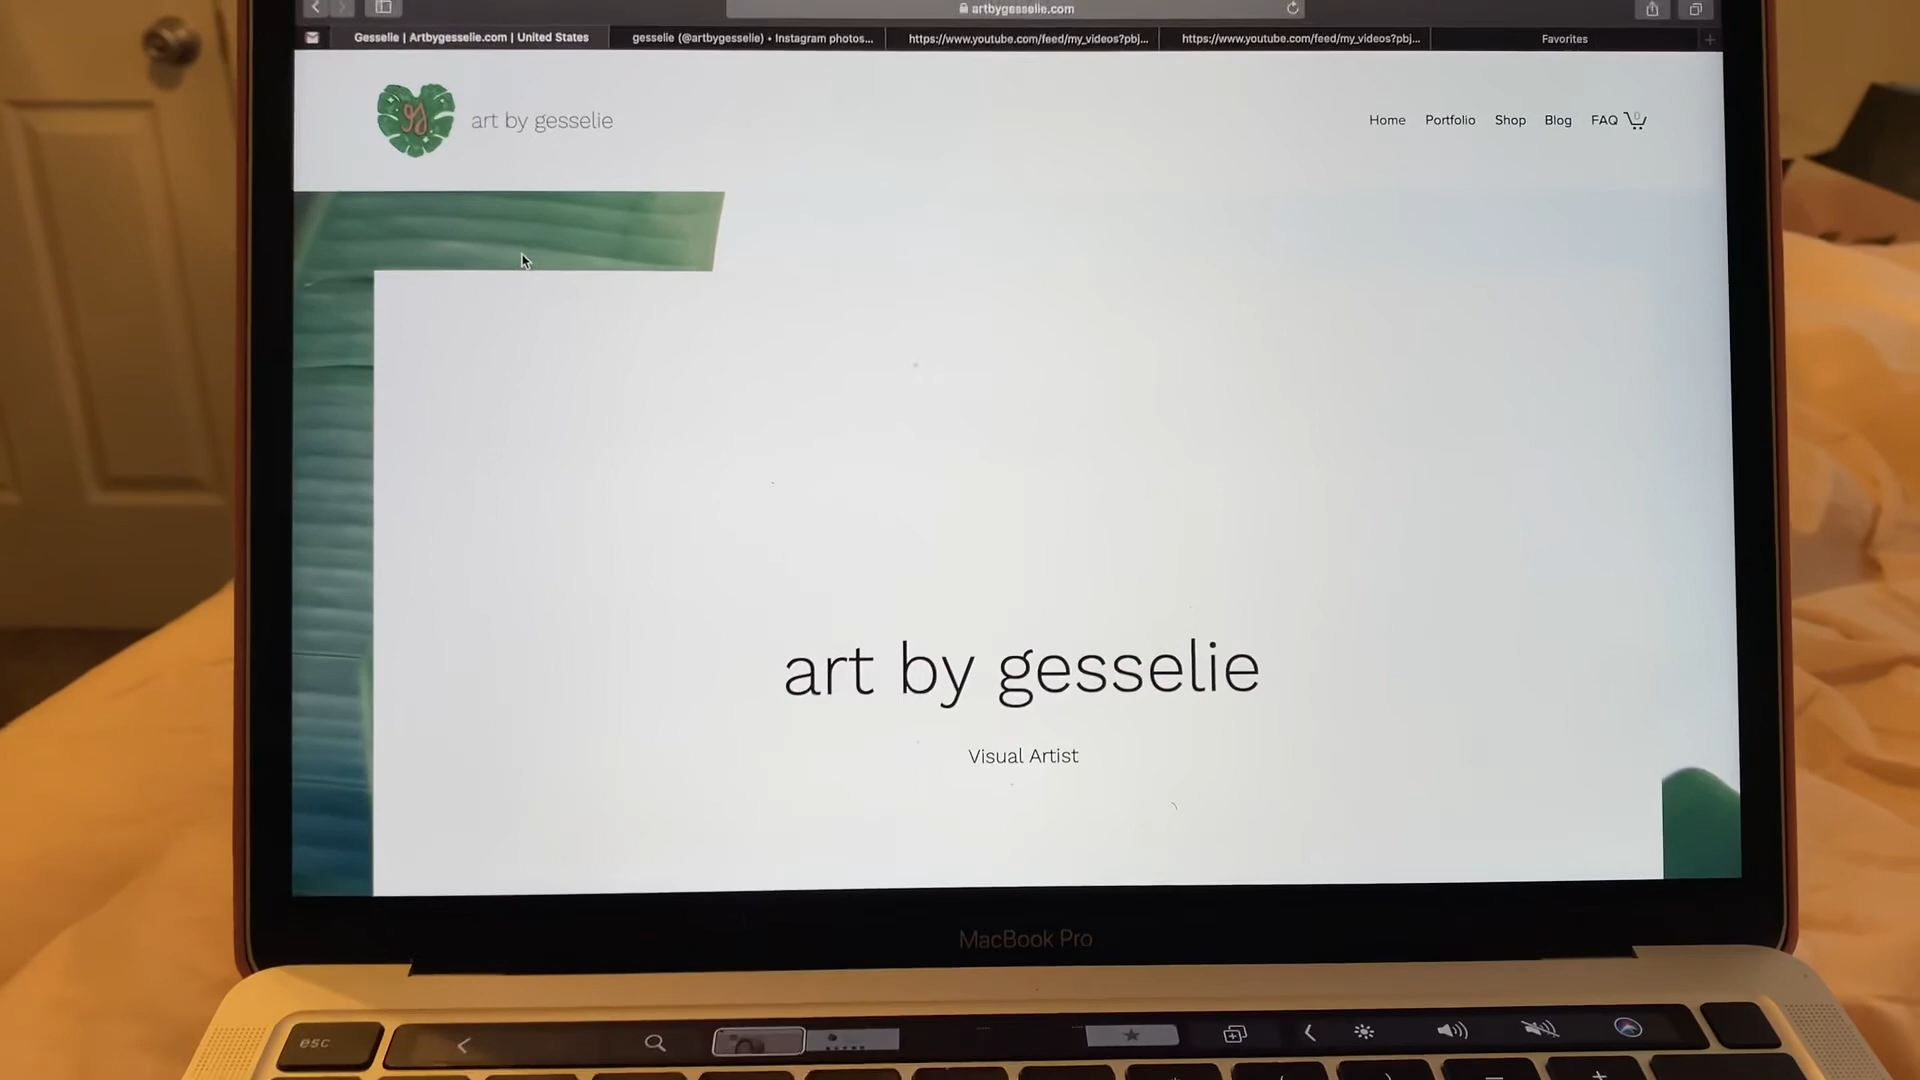 artbygesselie.com
Gesselie | Artbygesselie.com | United States
gesselie (@artbygesselie) • Instagram photos...
https://www.youtube.com/feed/my_videos?pbj...
https://www.youtube.com/feed/my_videos?pbj...
Favorites
gs
art by gesselie
Home
Portfolio
Shop
Blog
FAQ
0
art by gesselie
Visual Artist
MacBook Pro
esc